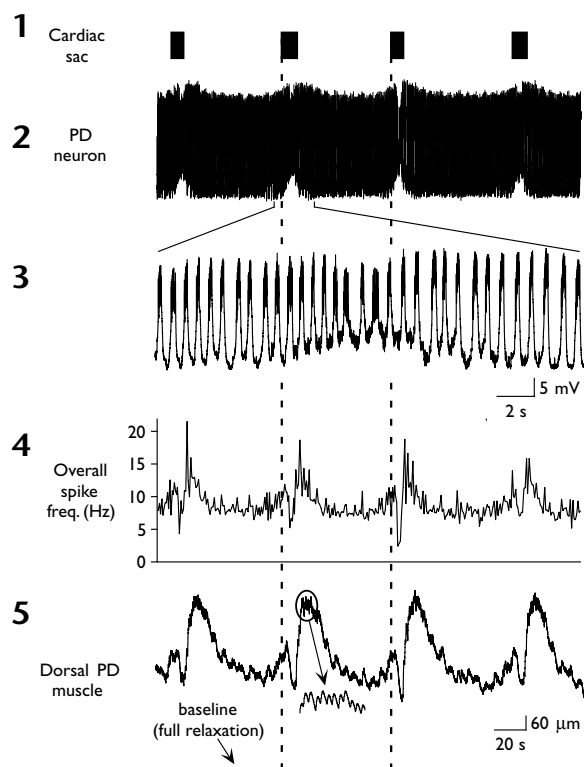 1
Cardiac
sac
2
PD
neuron
3
5 mV
2 s
4
Overall
spike
freq. (Hz)
20
15
10
5
0
5
Dorsal PD
muscle
baseline
(full relaxation)
60 µm
20 s